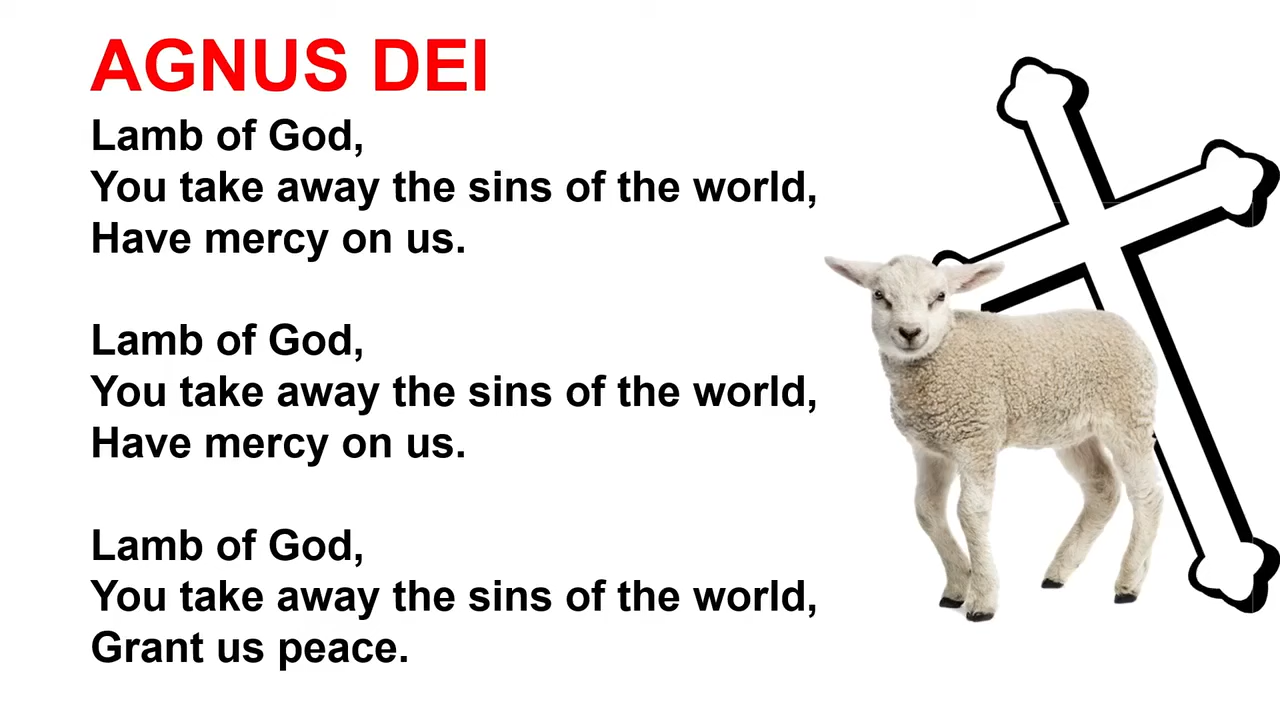 AGNUS DEI
Lamb of God,
You take away the sins of the world,
Have mercy on us.
Lamb of God,
You take away the sins of the world,
Have mercy on us.
Lamb of God,
You take away the sins of the world,
Grant us peace.